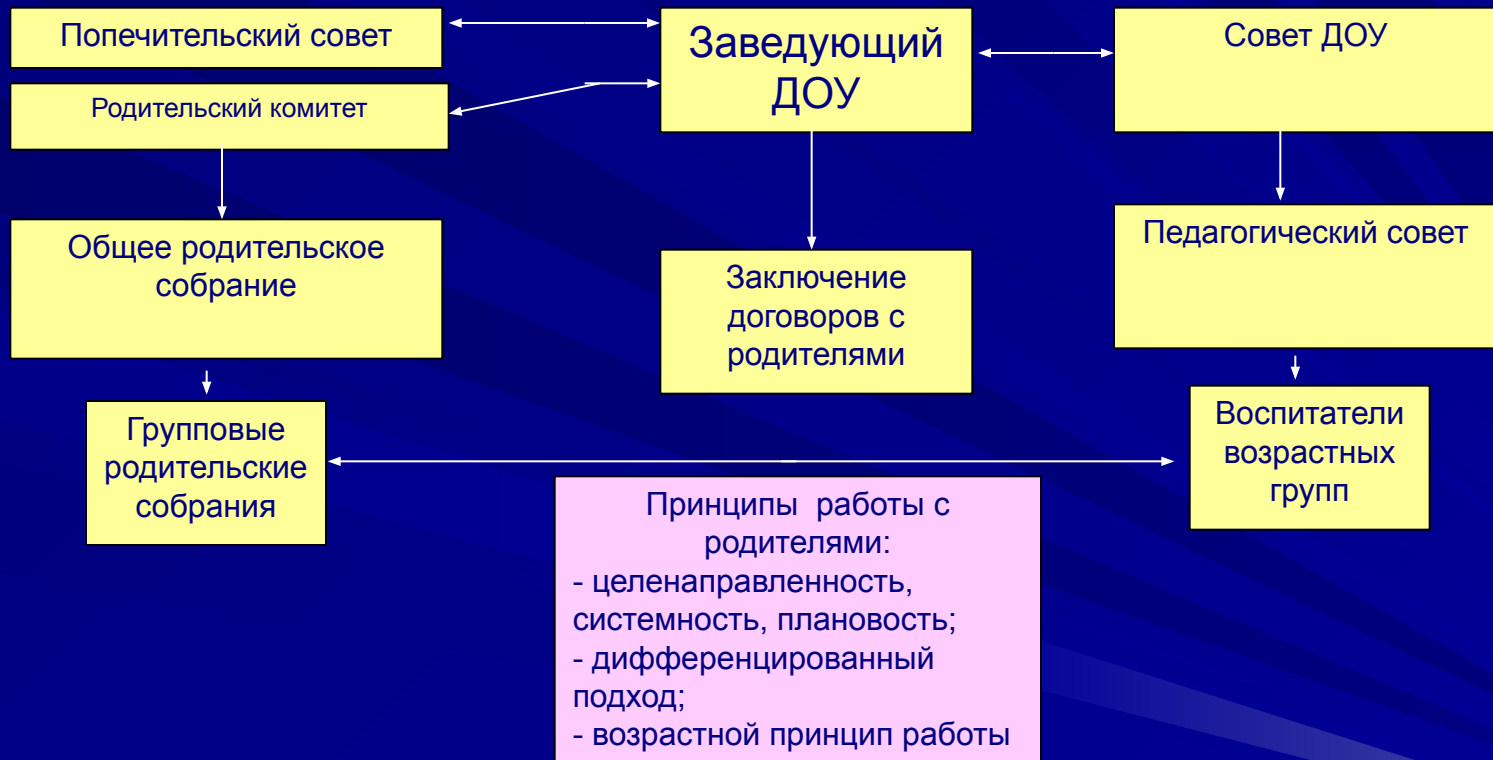 Попечительский совет
Родительский комитет
Заведующий
ДОУ
Совет ДОУ
Общее родительское
собрание
Заключение
договоров с
родителями
Педагогический совет
Групповые
родительские
собрания
Воспитатели
возрастных
групп
Принципы работы с
родителями:
- целенаправленность,
системность, плановость;
- дифференцированный
подход;
- возрастной принцип работы